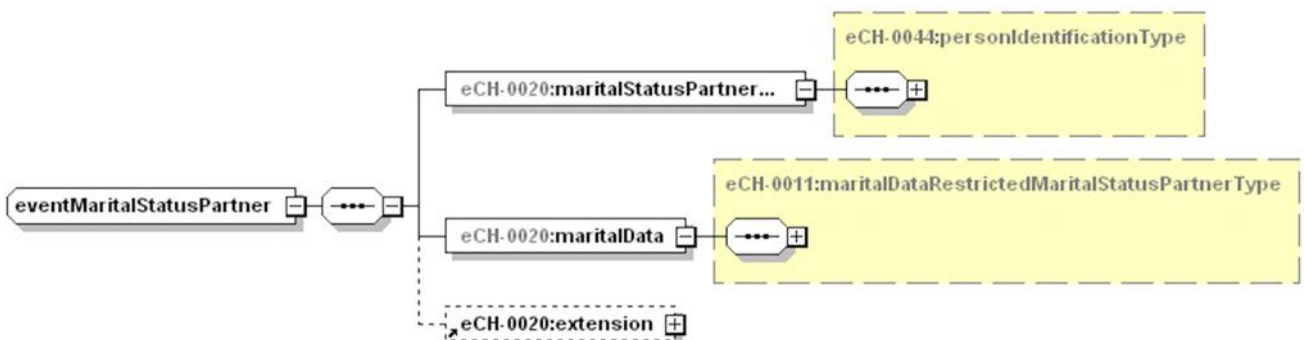 eCH-0044:personIdentificationType
eCH-0020:maritalStatusPartner...
eCH-0011:maritalDataRestrictedMaritalStatusPartnerType
eventMaritalStatusPartner
eCH-0020:maritalData
eCH-0020:extension